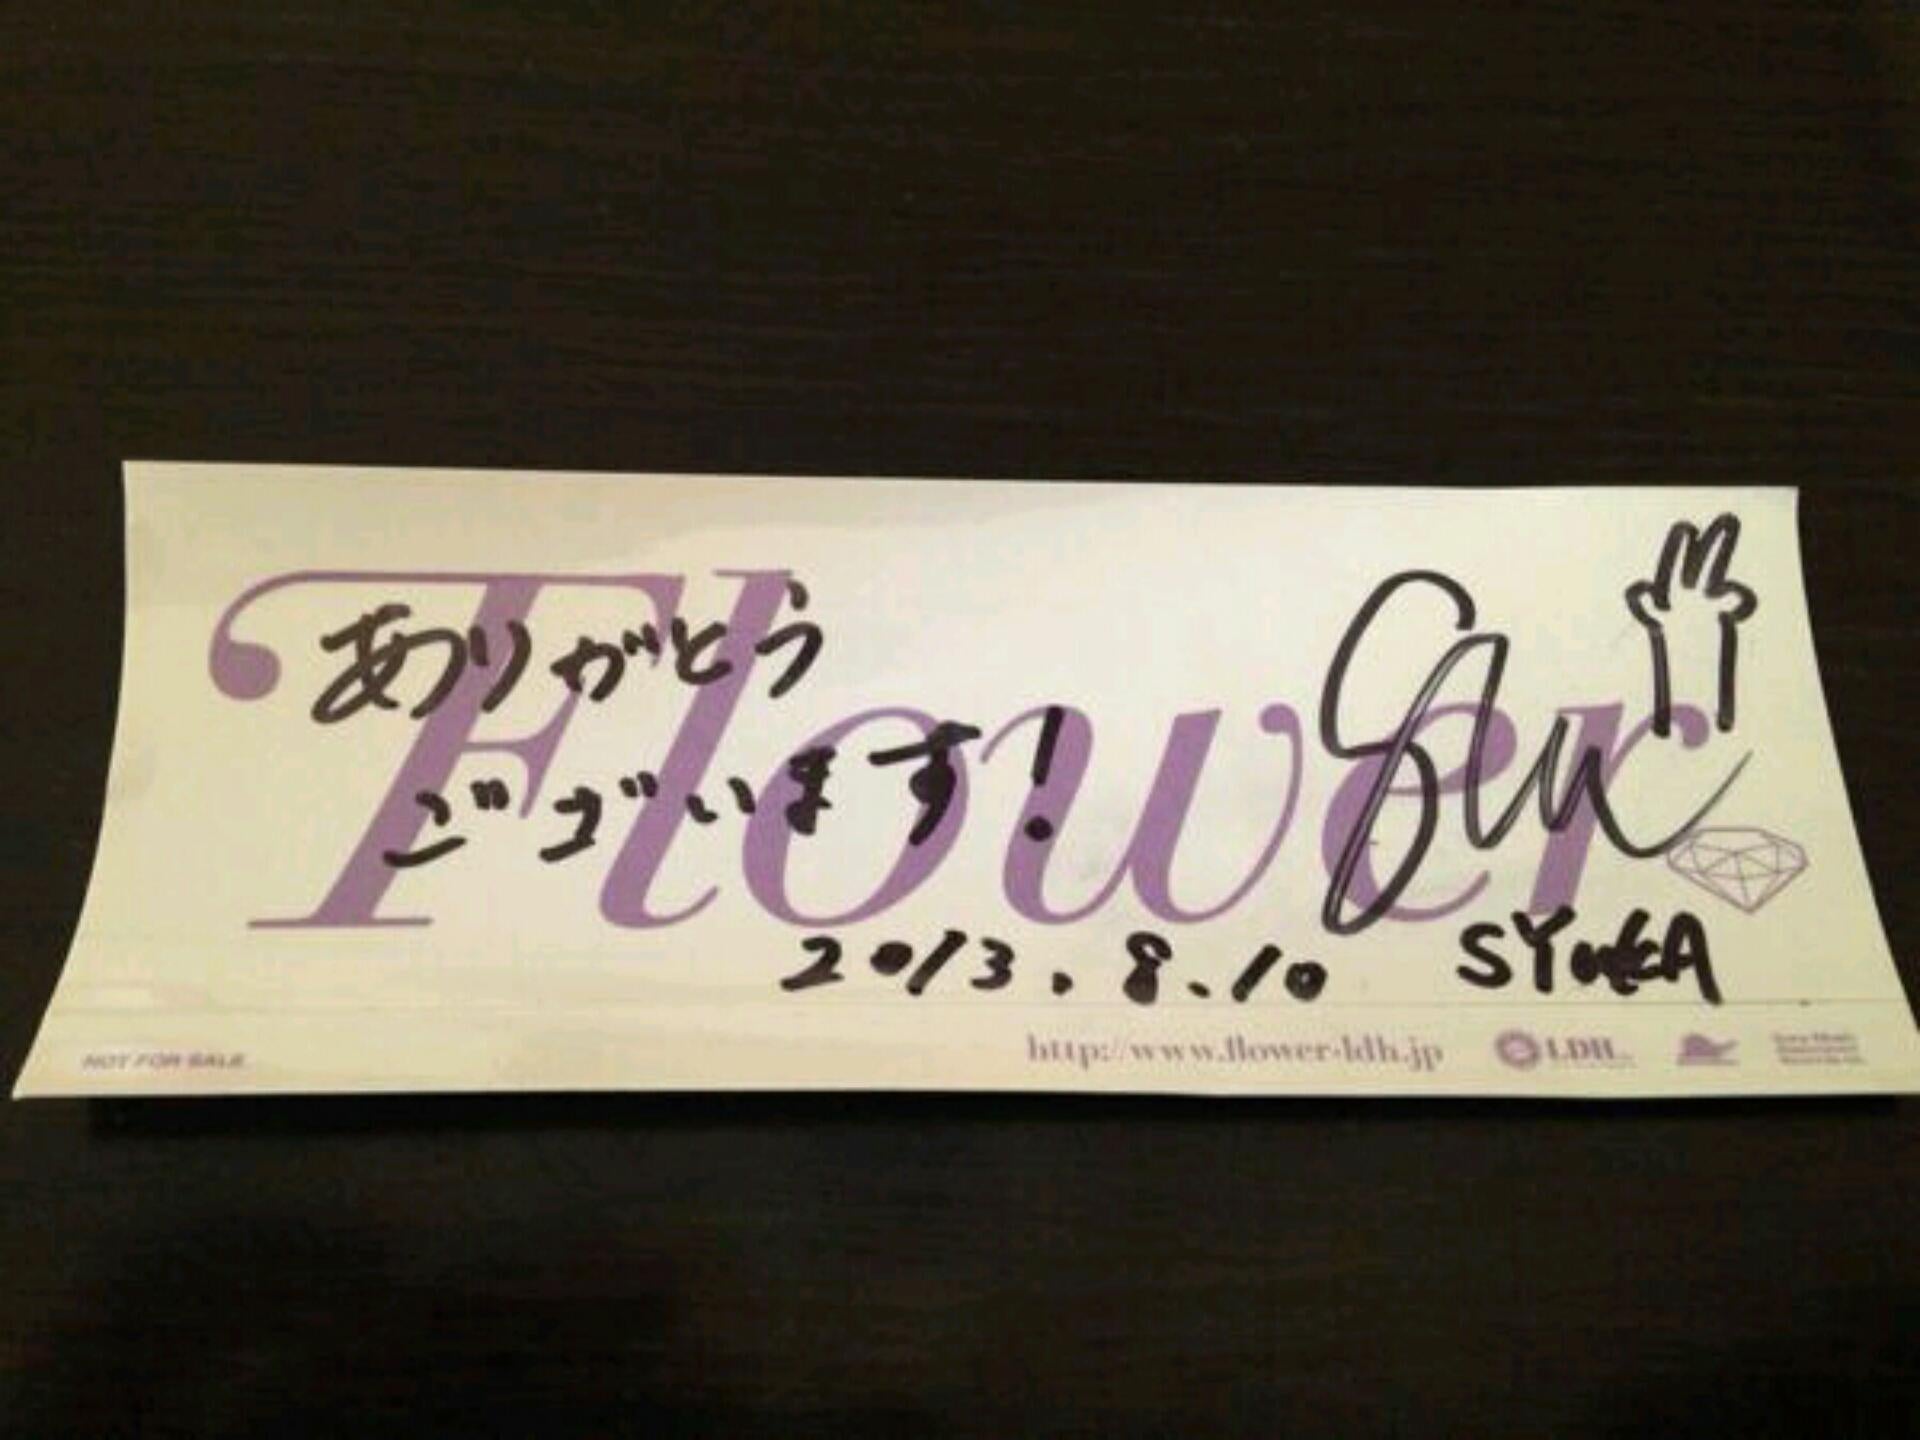 Flower
ありがとう
ございます!
2013.8.10
SYukA
NOT FOR SALE
http://www.flower-ldh.jp
LDH